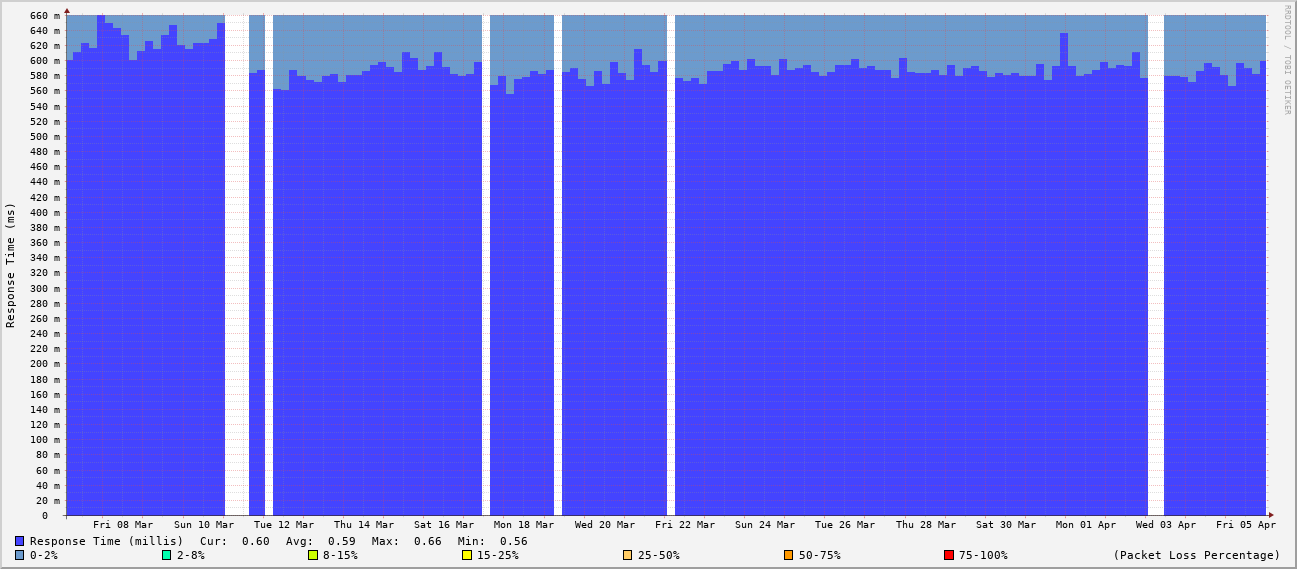 RRDTOOL / TOBI OETIKER
Response Time (ms)
660 m
640 m
620 m
600 m
580 m
560 m
540 m
520 m
500 m
480 m
460 m
440 m
420 m
400 m
380 m
360 m
340 m
320 m
300 m
280 m
260 m
240 m
220 m
200 m
180 m
160 m
140 m
120 m
100 m
80 m
60 m
40 m
20 m
0
Fri 08 Mar Sun 10 Mar Tue 12 Mar Thu 14 Mar Sat 16 Mar Mon 18 Mar Wed 20 Mar Fri 22 Mar Sun 24 Mar Tue 26 Mar Thu 28 Mar Sat 30 Mar Mon 01 Apr Wed 03 Apr Fri 05 Apr
Response Time (millis) Cur: 0.60 Avg: 0.59 Max: 0.66 Min: 0.56
0-2% 2-8% 8-15% 15-25% 25-50% 50-75% 75-100% (Packet Loss Percentage)